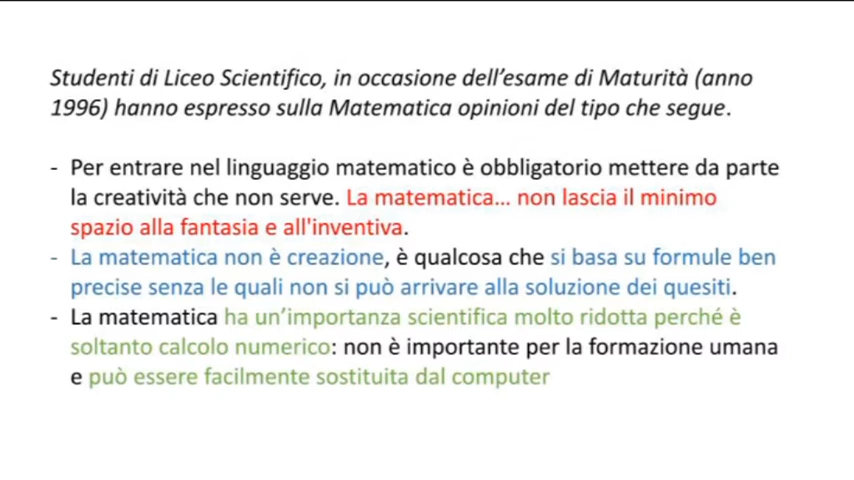 Studenti di Liceo Scientifico, in occasione dell'esame di Maturità (anno
1996) hanno espresso sulla Matematica opinioni del tipo che segue.
- Per entrare nel linguaggio matematico è obbligatorio mettere da parte
la creatività che non serve. La matematica... non lascia il minimo
spazio alla fantasia e all'inventiva.
- La matematica non è creazione, è qualcosa che si basa su formule ben
precise senza le quali non si può arrivare alla soluzione dei quesiti.
- La matematica ha un'importanza scientifica molto ridotta perché è
soltanto calcolo numerico: non è importante per la formazione umana
e può essere facilmente sostituita dal computer